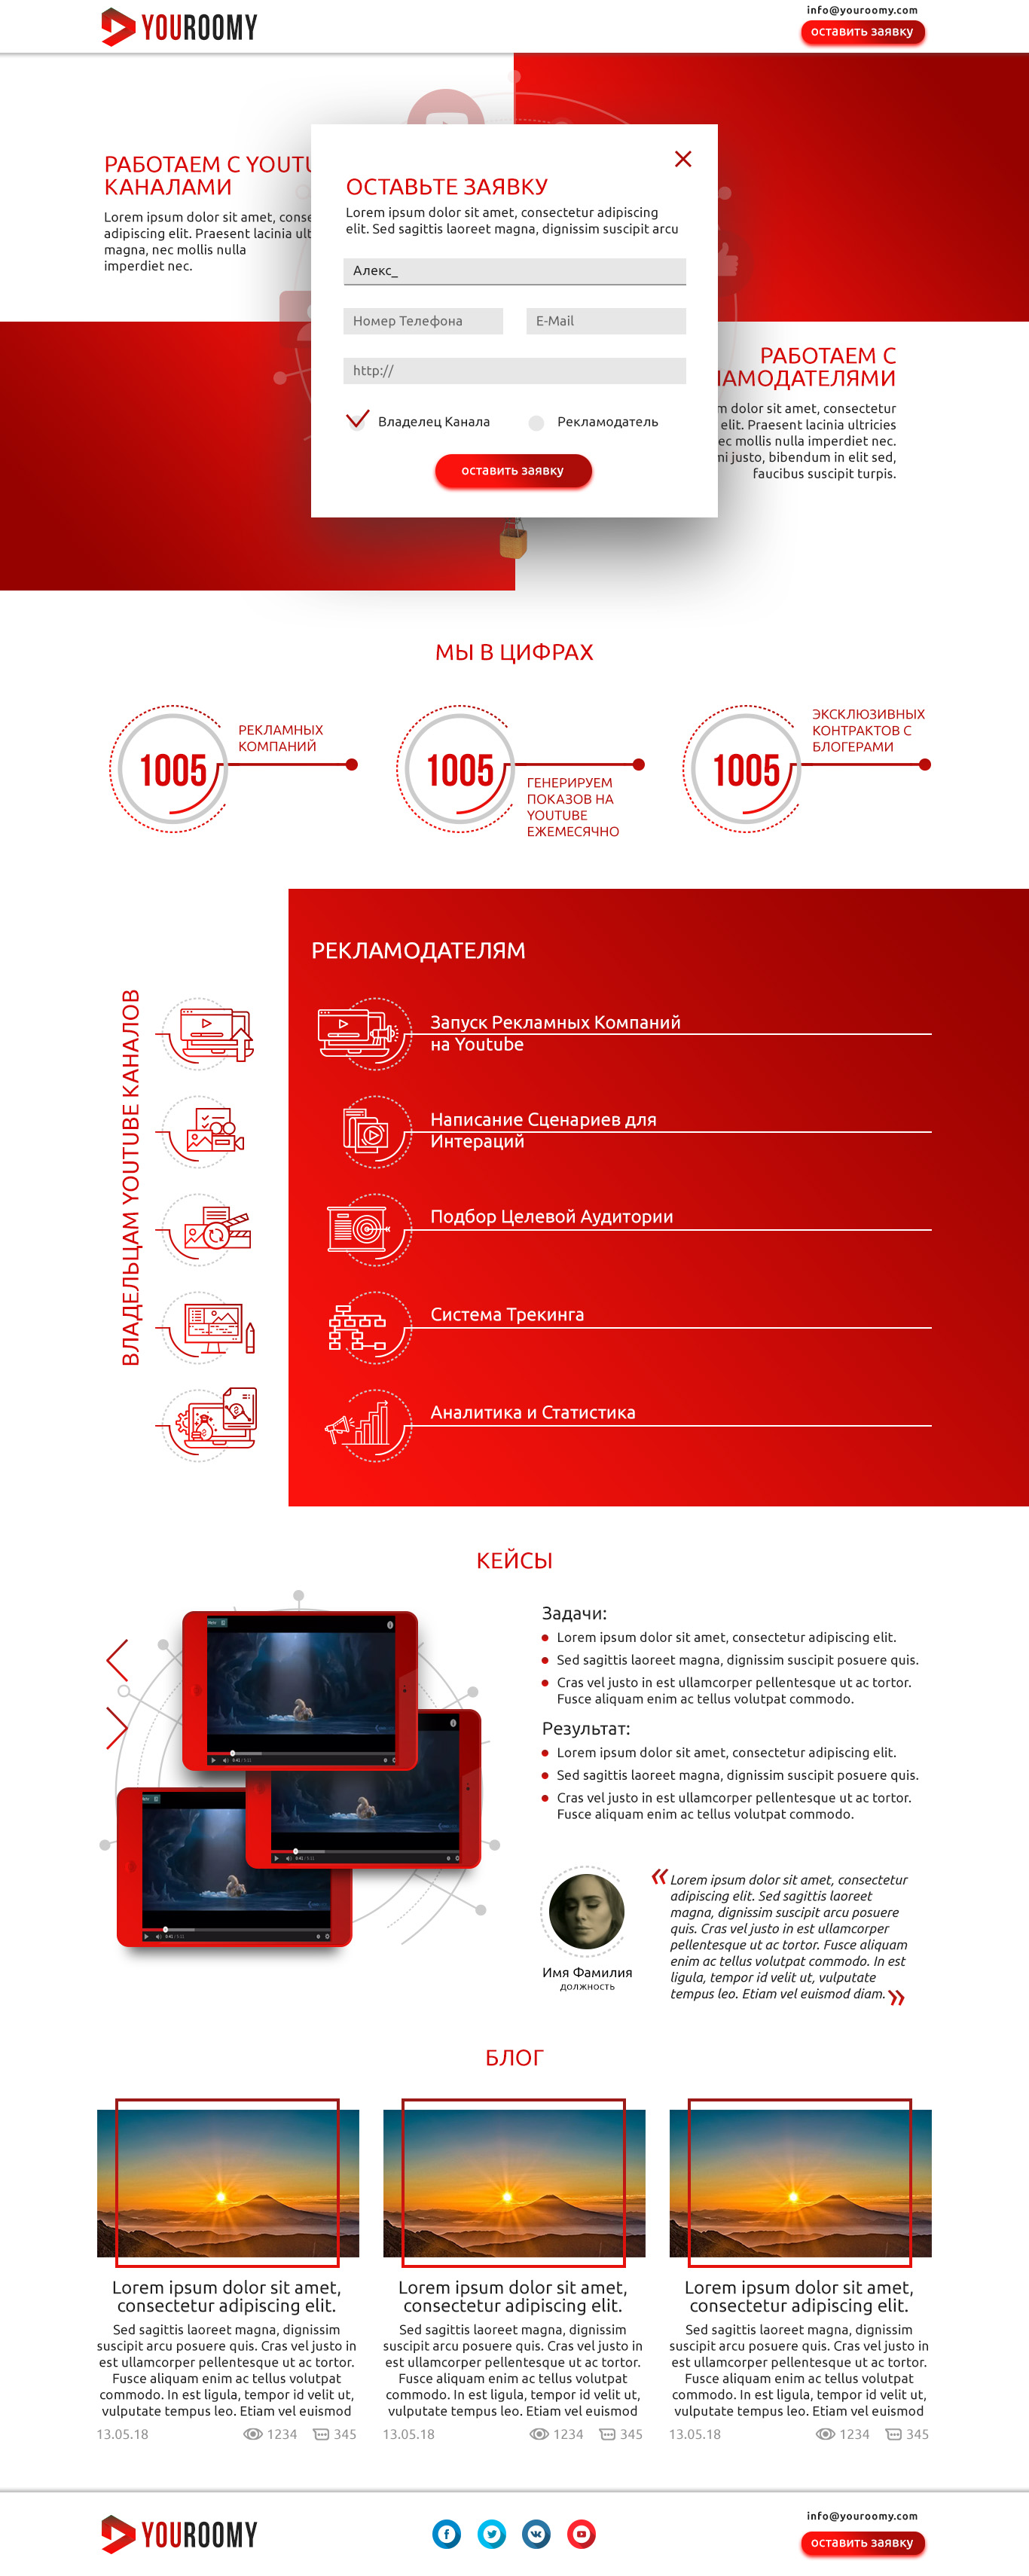 YOUROOMY
info@youroomy.com
оставить заявку
РАБОТАЕМ С YOUTU
КАНАЛАМИ
Lorem ipsum dolor sit amet, conse
adipiscing elit. Praesent lacinia ult
magna, nec mollis nulla
imperdiet nec.
ОСТАВЬТЕ ЗАЯВКУ
Lorem ipsum dolor sit amet, consectetur adipiscing
elit. Sed sagittis laoreet magna, dignissim suscipit arcu
Алекс_
Номер Телефона
E-Mail
http://
Владелец Канала
Рекламодатель
оставить заявку
РАБОТАЕМ С
АМОДАТЕЛЯМИ
m dolor sit amet, consectetur
elit. Praesent lacinia ultricies
ec mollis nulla imperdiet nec.
mi justo, bibendum in elit sed,
faucibus suscipit turpis.
МЫ В ЦИФРАХ
1005
РЕКЛАМНЫХ
КОМПАНИЙ
1005
ГЕНЕРИРУЕМ
ПОКАЗОВ НА
YOUTUBE
ЕЖЕМЕСЯЧНО
1005
ЭКСКЛЮЗИВНЫХ
КОНТРАКТОВ С
БЛОГЕРАМИ
ВЛАДЕЛЬЦАМ YOUTUBE КАНАЛОВ
РЕКЛАМОДАТЕЛЯМ
Запуск Рекламных Компаний
на Youtube
Написание Сценариев для
Интераций
Подбор Целевой Аудитории
Система Трекинга
Аналитика и Статистика
КЕЙСЫ
Задачи:
Lorem ipsum dolor sit amet, consectetur adipiscing elit.
Sed sagittis laoreet magna, dignissim suscipit posuere quis.
Cras vel justo in est ullamcorper pellentesque ut ac tortor.
Fusce aliquam enim ac tellus volutpat commodo.
Результат:
Lorem ipsum dolor sit amet, consectetur adipiscing elit.
Sed sagittis laoreet magna, dignissim suscipit posuere quis.
Cras vel justo in est ullamcorper pellentesque ut ac tortor.
Fusce aliquam enim ac tellus volutpat commodo.
Имя Фамилия
должность
« Lorem ipsum dolor sit amet, consectetur
adipiscing elit. Sed sagittis laoreet
magna, dignissim suscipit arcu posuere
quis. Cras vel justo in est ullamcorper
pellentesque ut ac tortor. Fusce aliquam
enim ac tellus volutpat commodo. In est
ligula, tempor id velit ut, vulputate
tempus leo. Etiam vel euismod diam. »
БЛОГ
Lorem ipsum dolor sit amet,
consectetur adipiscing elit.
Sed sagittis laoreet magna, dignissim
suscipit arcu posuere quis. Cras vel justo in
est ullamcorper pellentesque ut ac tortor.
Fusce aliquam enim ac tellus volutpat
commodo. In est ligula, tempor id velit ut,
vulputate tempus leo. Etiam vel euismod
13.05.18 1234 345
Lorem ipsum dolor sit amet,
consectetur adipiscing elit.
Sed sagittis laoreet magna, dignissim
suscipit arcu posuere quis. Cras vel justo in
est ullamcorper pellentesque ut ac tortor.
Fusce aliquam enim ac tellus volutpat
commodo. In est ligula, tempor id velit ut,
vulputate tempus leo. Etiam vel euismod
13.05.18 1234 345
Lorem ipsum dolor sit amet,
consectetur adipiscing elit.
Sed sagittis laoreet magna, dignissim
suscipit arcu posuere quis. Cras vel justo in
est ullamcorper pellentesque ut ac tortor.
Fusce aliquam enim ac tellus volutpat
commodo. In est ligula, tempor id velit ut,
vulputate tempus leo. Etiam vel euismod
13.05.18 1234 345
YOUROOMY
info@youroomy.com
оставить заявку